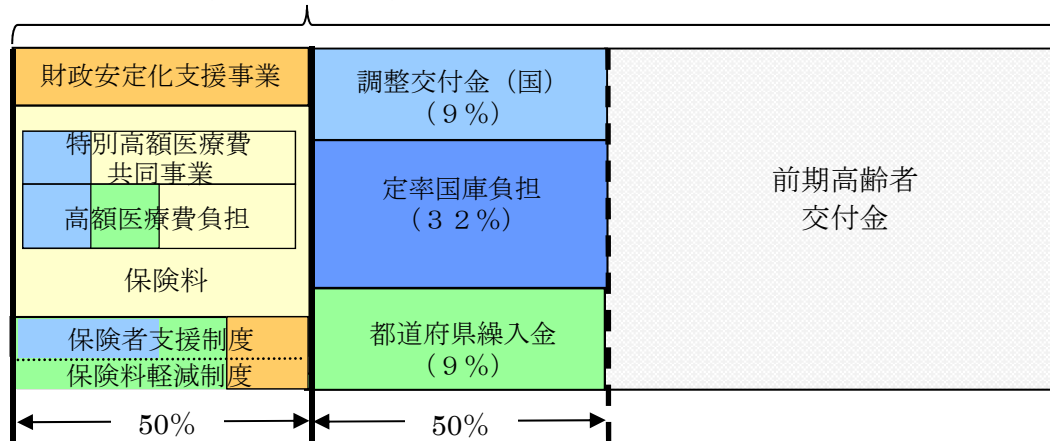 財政安定化支援事業
特別高額医療費
共同事業
高額医療費負担
保険料
保険者支援制度
保険料軽減制度
50%
調整交付金（国）
（９％）
定率国庫負担
（３２％）
都道府県繰入金
（９％）
50%
前期高齢者
交付金